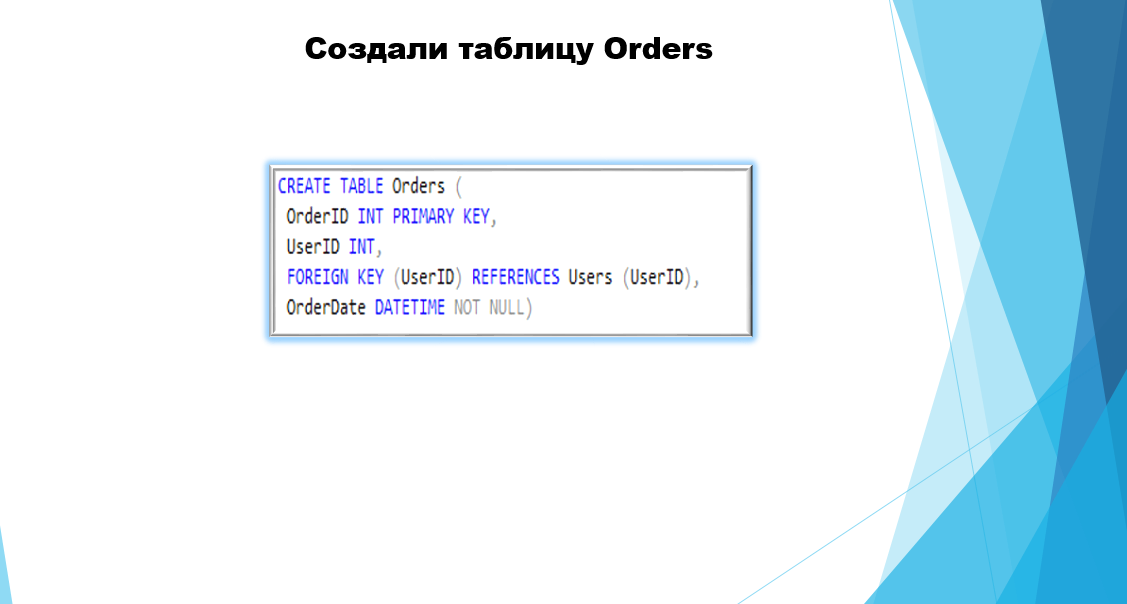 Создали таблицу Orders
CREATE TABLE Orders (
OrderID INT PRIMARY KEY,
UserID INT,
FOREIGN KEY (UserID) REFERENCES Users (UserID),
OrderDate DATETIME NOT NULL)